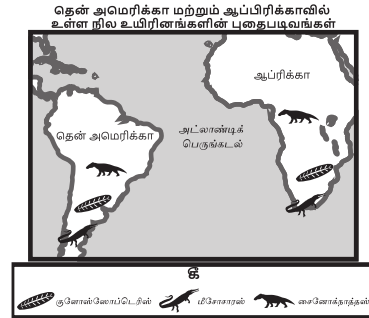 தென் அமெரிக்கா மற்றும் ஆப்பிரிக்காவில்
உள்ள நில உயிரினங்களின் புதைபடிவங்கள்
ஆப்ரிக்கா
தென் அமெரிக்கா
அட்லாண்டிக்
பெருங்கடல்
கீ
குளோஸ்லோப்டெரிஸ்
மீசோசாரஸ்
சைனோக்நாத்தஸ்